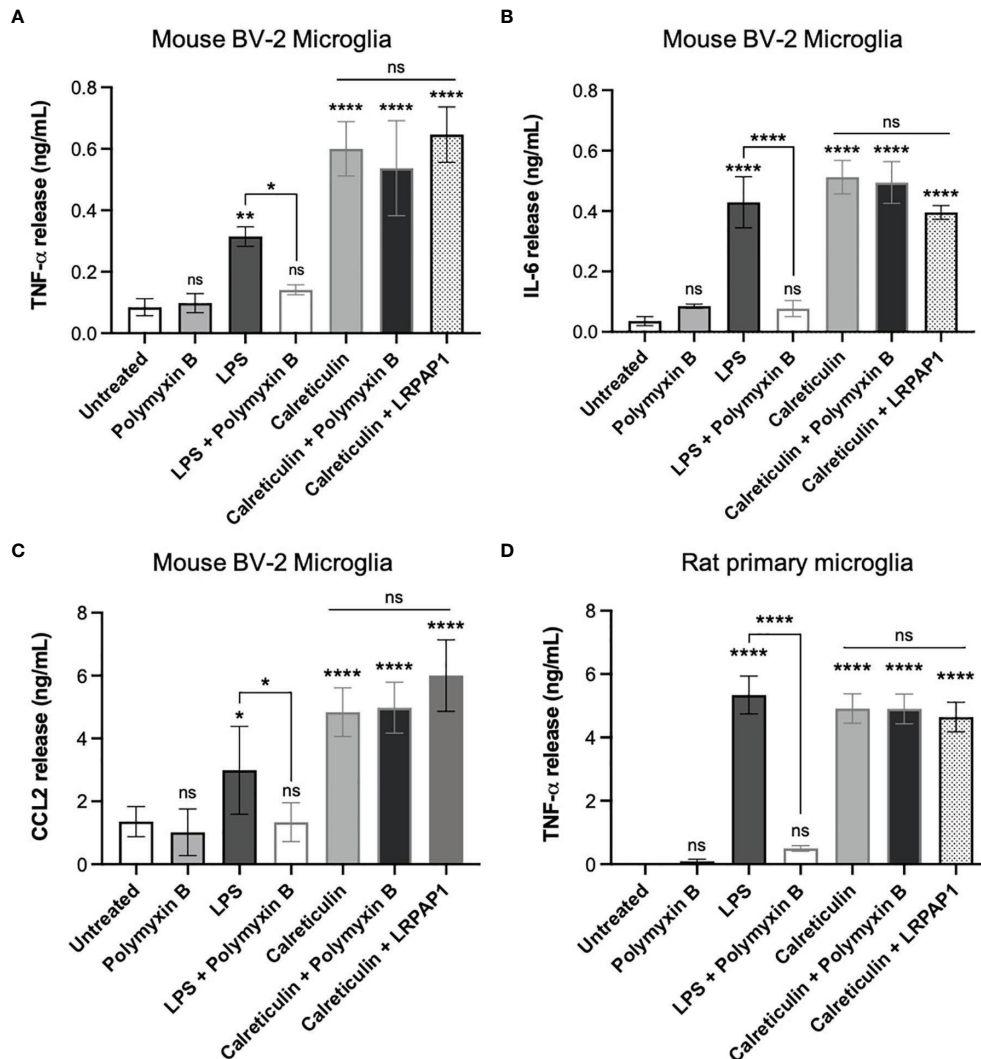 A
Mouse BV-2 Microglia
TNF-α release (ng/mL)
0.8
0.6
0.4
0.2
0.0
ns
**
*
ns
****
****
****
ns
Untreated
Polymyxin B
LPS
LPS + Polymyxin B
Calreticulin
Calreticulin + Polymyxin B
Calreticulin + LRPAP1
B
Mouse BV-2 Microglia
IL-6 release (ng/mL)
0.8
0.6
0.4
0.2
0.0
ns
****
****
ns
****
****
****
ns
Untreated
Polymyxin B
LPS
LPS + Polymyxin B
Calreticulin
Calreticulin + Polymyxin B
Calreticulin + LRPAP1
C
Mouse BV-2 Microglia
CCL2 release (ng/mL)
8
6
4
2
0
ns
*
*
ns
****
****
****
ns
Untreated
Polymyxin B
LPS
LPS + Polymyxin B
Calreticulin
Calreticulin + Polymyxin B
Calreticulin + LRPAP1
D
Rat primary microglia
TNF-α release (ng/mL)
8
6
4
2
0
ns
****
****
ns
****
****
****
ns
Untreated
Polymyxin B
LPS
LPS + Polymyxin B
Calreticulin
Calreticulin + Polymyxin B
Calreticulin + LRPAP1